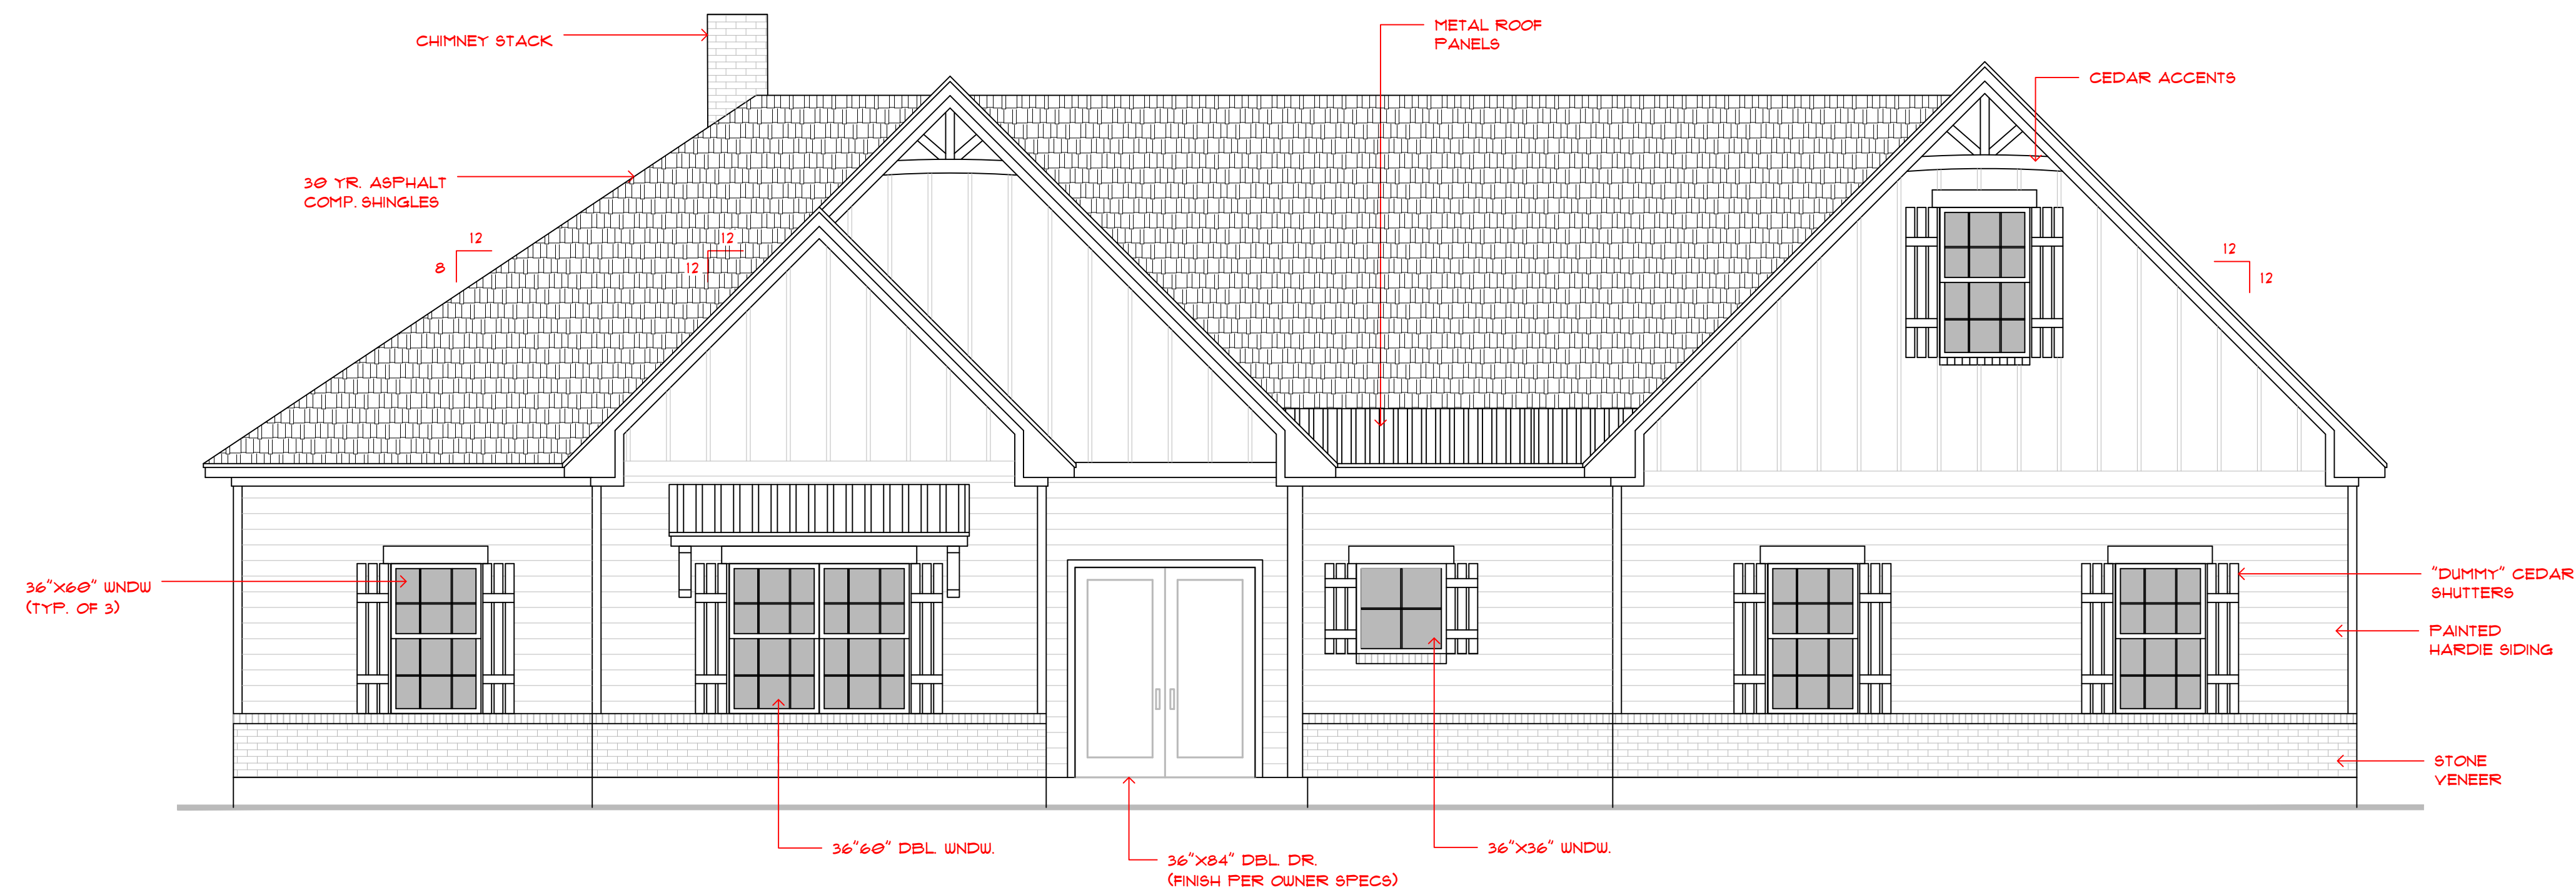 CHIMNEY STACK
METAL ROOF
PANELS
CEDAR ACCENTS
30 YR. ASPHALT
COMP. SHINGLES
12
8
12
12
12
12
36"X60" WNDW
(TYP. OF 3)
"DUMMY" CEDAR
SHUTTERS
PAINTED
HARDIE SIDING
STONE
VENEER
36"60" DBL. WNDW.
36"X84" DBL. DR.
(FINISH PER OWNER SPECS)
36"X36" WNDW.